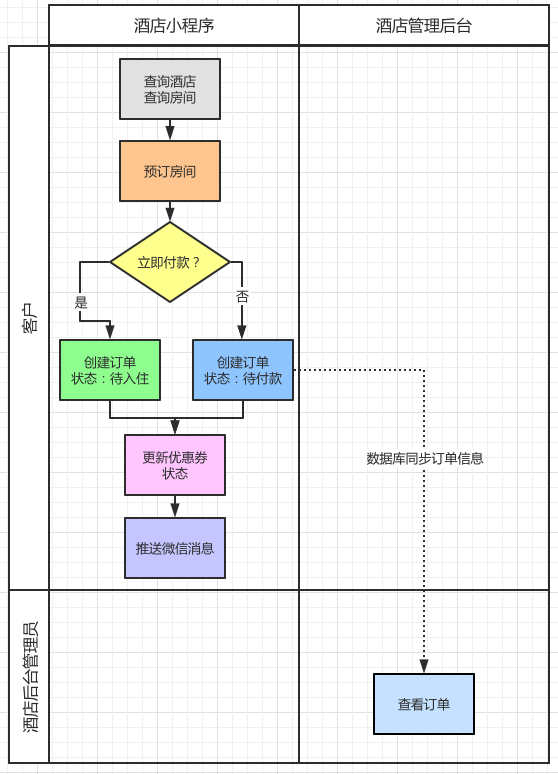 酒店小程序
酒店管理后台
客户
查询酒店
查询房间
预订房间
立即付款？
是
否
创建订单
状态：待入住
创建订单
状态：待付款
数据库同步订单信息
更新优惠券
状态
推送微信消息
酒店后台管理员
查看订单